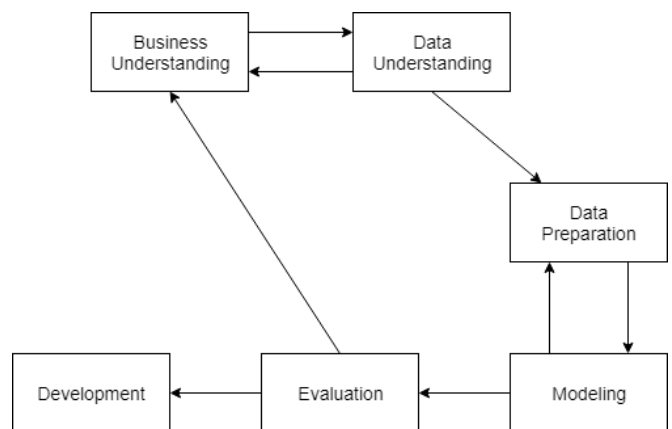 Business
Understanding
Data
Understanding
Data
Preparation
Development
Evaluation
Modeling